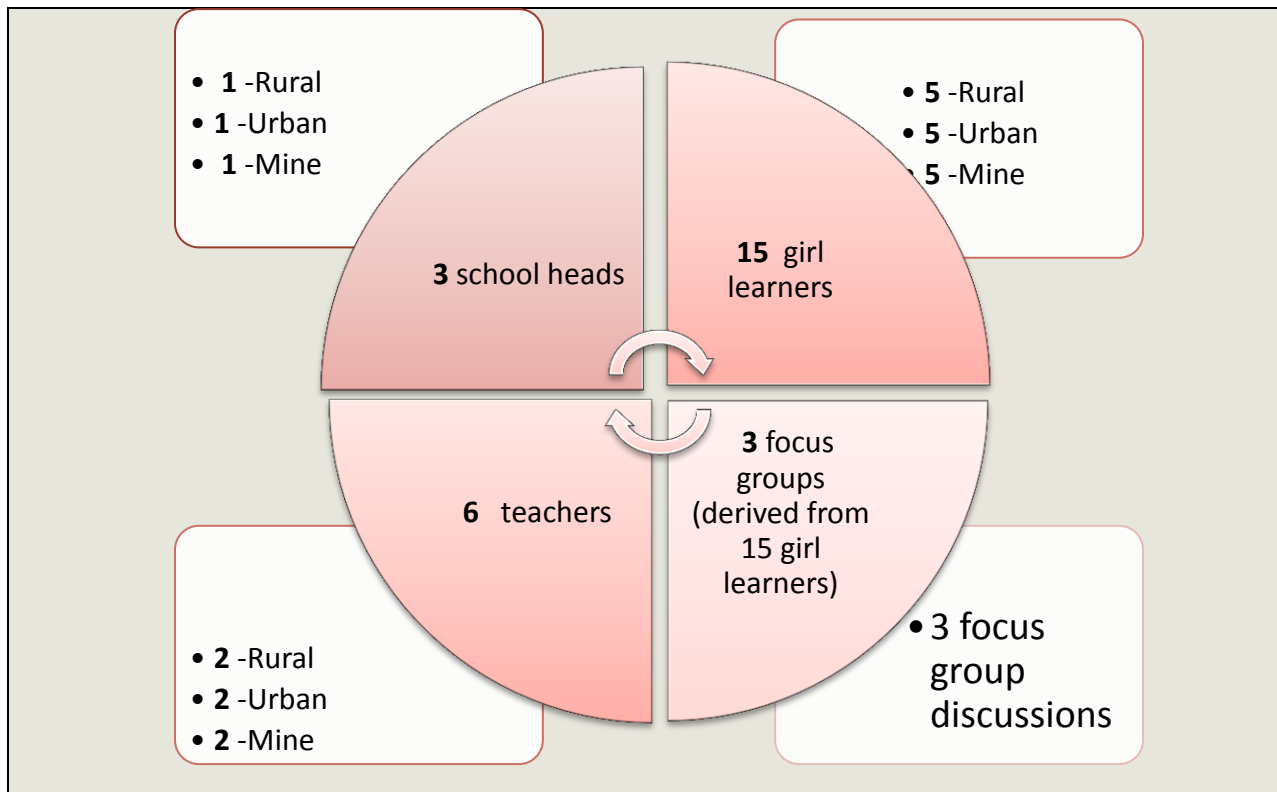 • 1 -Rural
• 1 -Urban
• 1 -Mine
• 5 -Rural
• 5 -Urban
• 5 -Mine
3 school heads
15 girl
learners
6 teachers
3 focus
groups
(derived from
15 girl
learners)
• 2 -Rural
• 2 -Urban
• 2 -Mine
• 3 focus
group
discussions